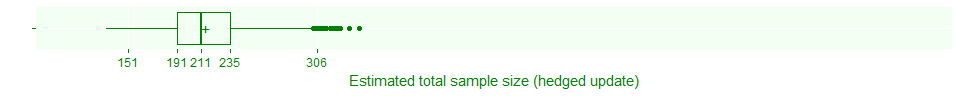 151 191 211 235 306
Estimated total sample size (hedged update)